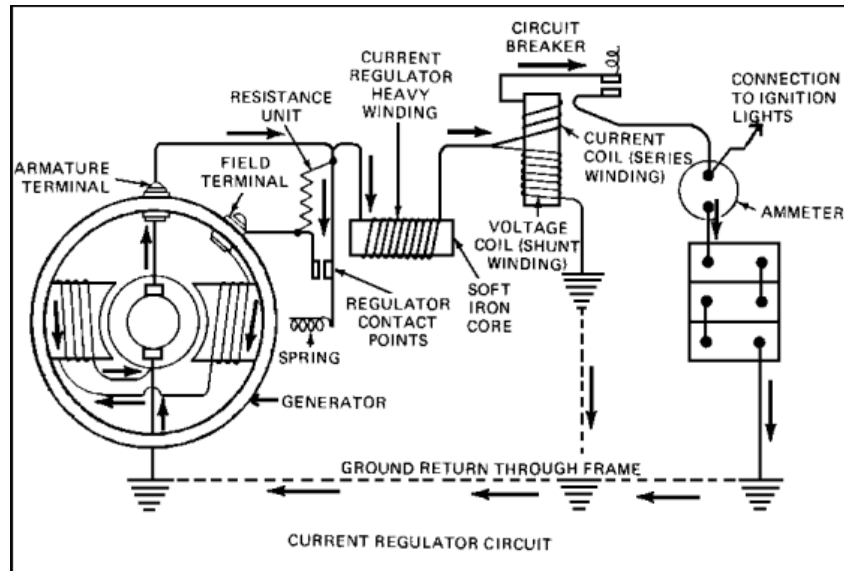 CIRCUIT
BREAKER
CURRENT
REGULATOR
HEAVY
WINDING
CONNECTION
TO IGNITION
LIGHTS
RESISTANCE
UNIT
ARMATURE
TERMINAL
FIELD
TERMINAL
CURRENT
COIL (SERIES
WINDING)
AMMETER
VOLTAGE
COIL (SHUNT
WINDING)
SOFT
IRON
CORE
REGULATOR
CONTACT
POINTS
SPRING
GENERATOR
GROUND RETURN THROUGH FRAME
CURRENT REGULATOR CIRCUIT